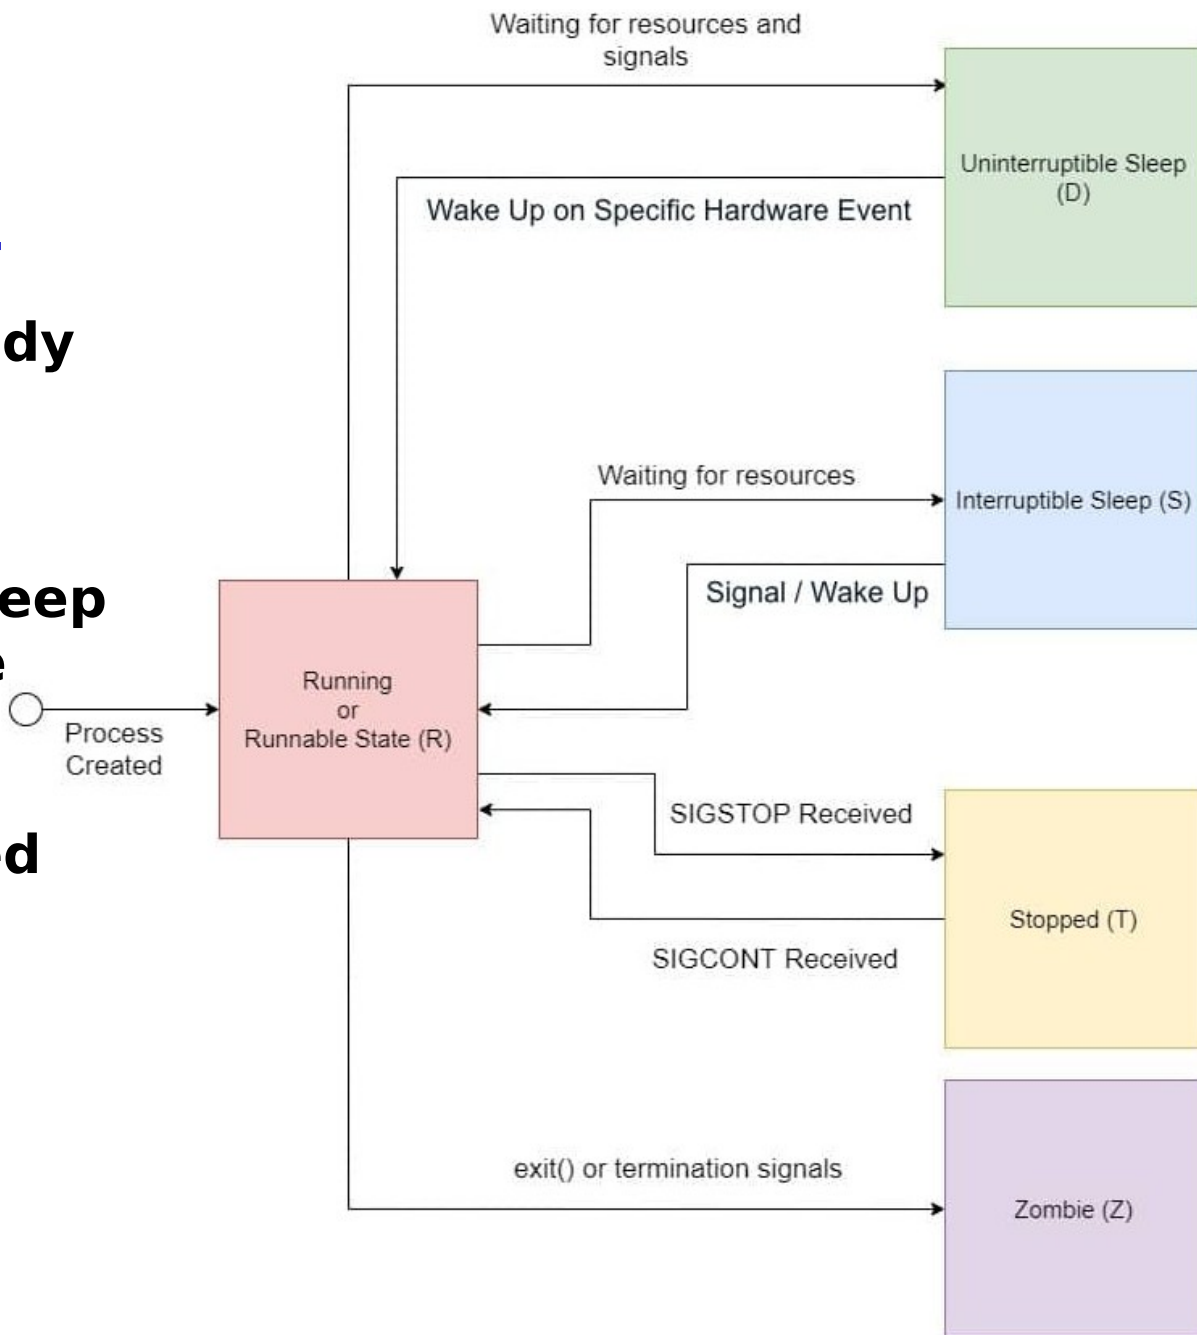 Waiting for resources and
signals
Uninterruptible Sleep
(D)
Wake Up on Specific Hardware Event
dy
Waiting for resources
Interruptible Sleep (S)
Signal / Wake Up
eep
e
Running
or
Runnable State (R)
Process
Created
SIGSTOP Received
ed
Stopped (T)
SIGCONT Received
exit() or termination signals
Zombie (Z)